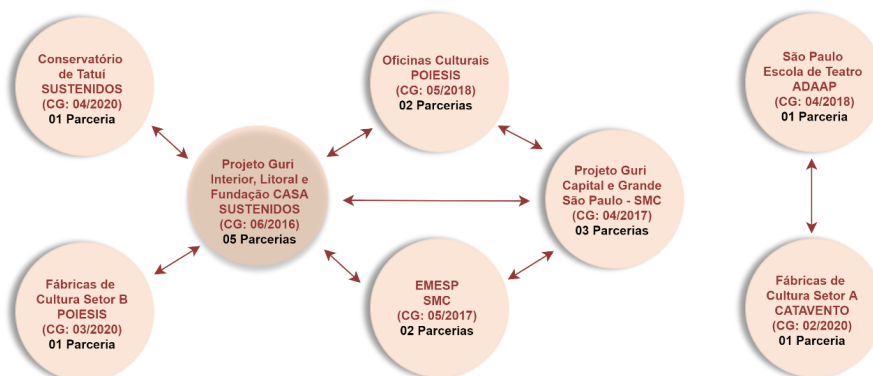 Conservatório
de Tatuí
SUSTENIDOS
(CG: 04/2020)
01 Parceria
Oficinas Culturais
POIESIS
(CG: 05/2018)
02 Parcerias
São Paulo
Escola de Teatro
ADAAP
(CG: 04/2018)
01 Parceria
Projeto Guri
Interior, Litoral e
Fundação CASA
SUSTENIDOS
(CG: 06/2016)
05 Parcerias
Projeto Guri
Capital e Grande
São Paulo - SMC
(CG: 04/2017)
03 Parcerias
Fábricas de
Cultura Setor B
POIESIS
(CG: 03/2020)
01 Parceria
EMESP
SMC
(CG: 05/2017)
02 Parcerias
Fábricas de
Cultura Setor A
CATAVENTO
(CG: 02/2020)
01 Parceria